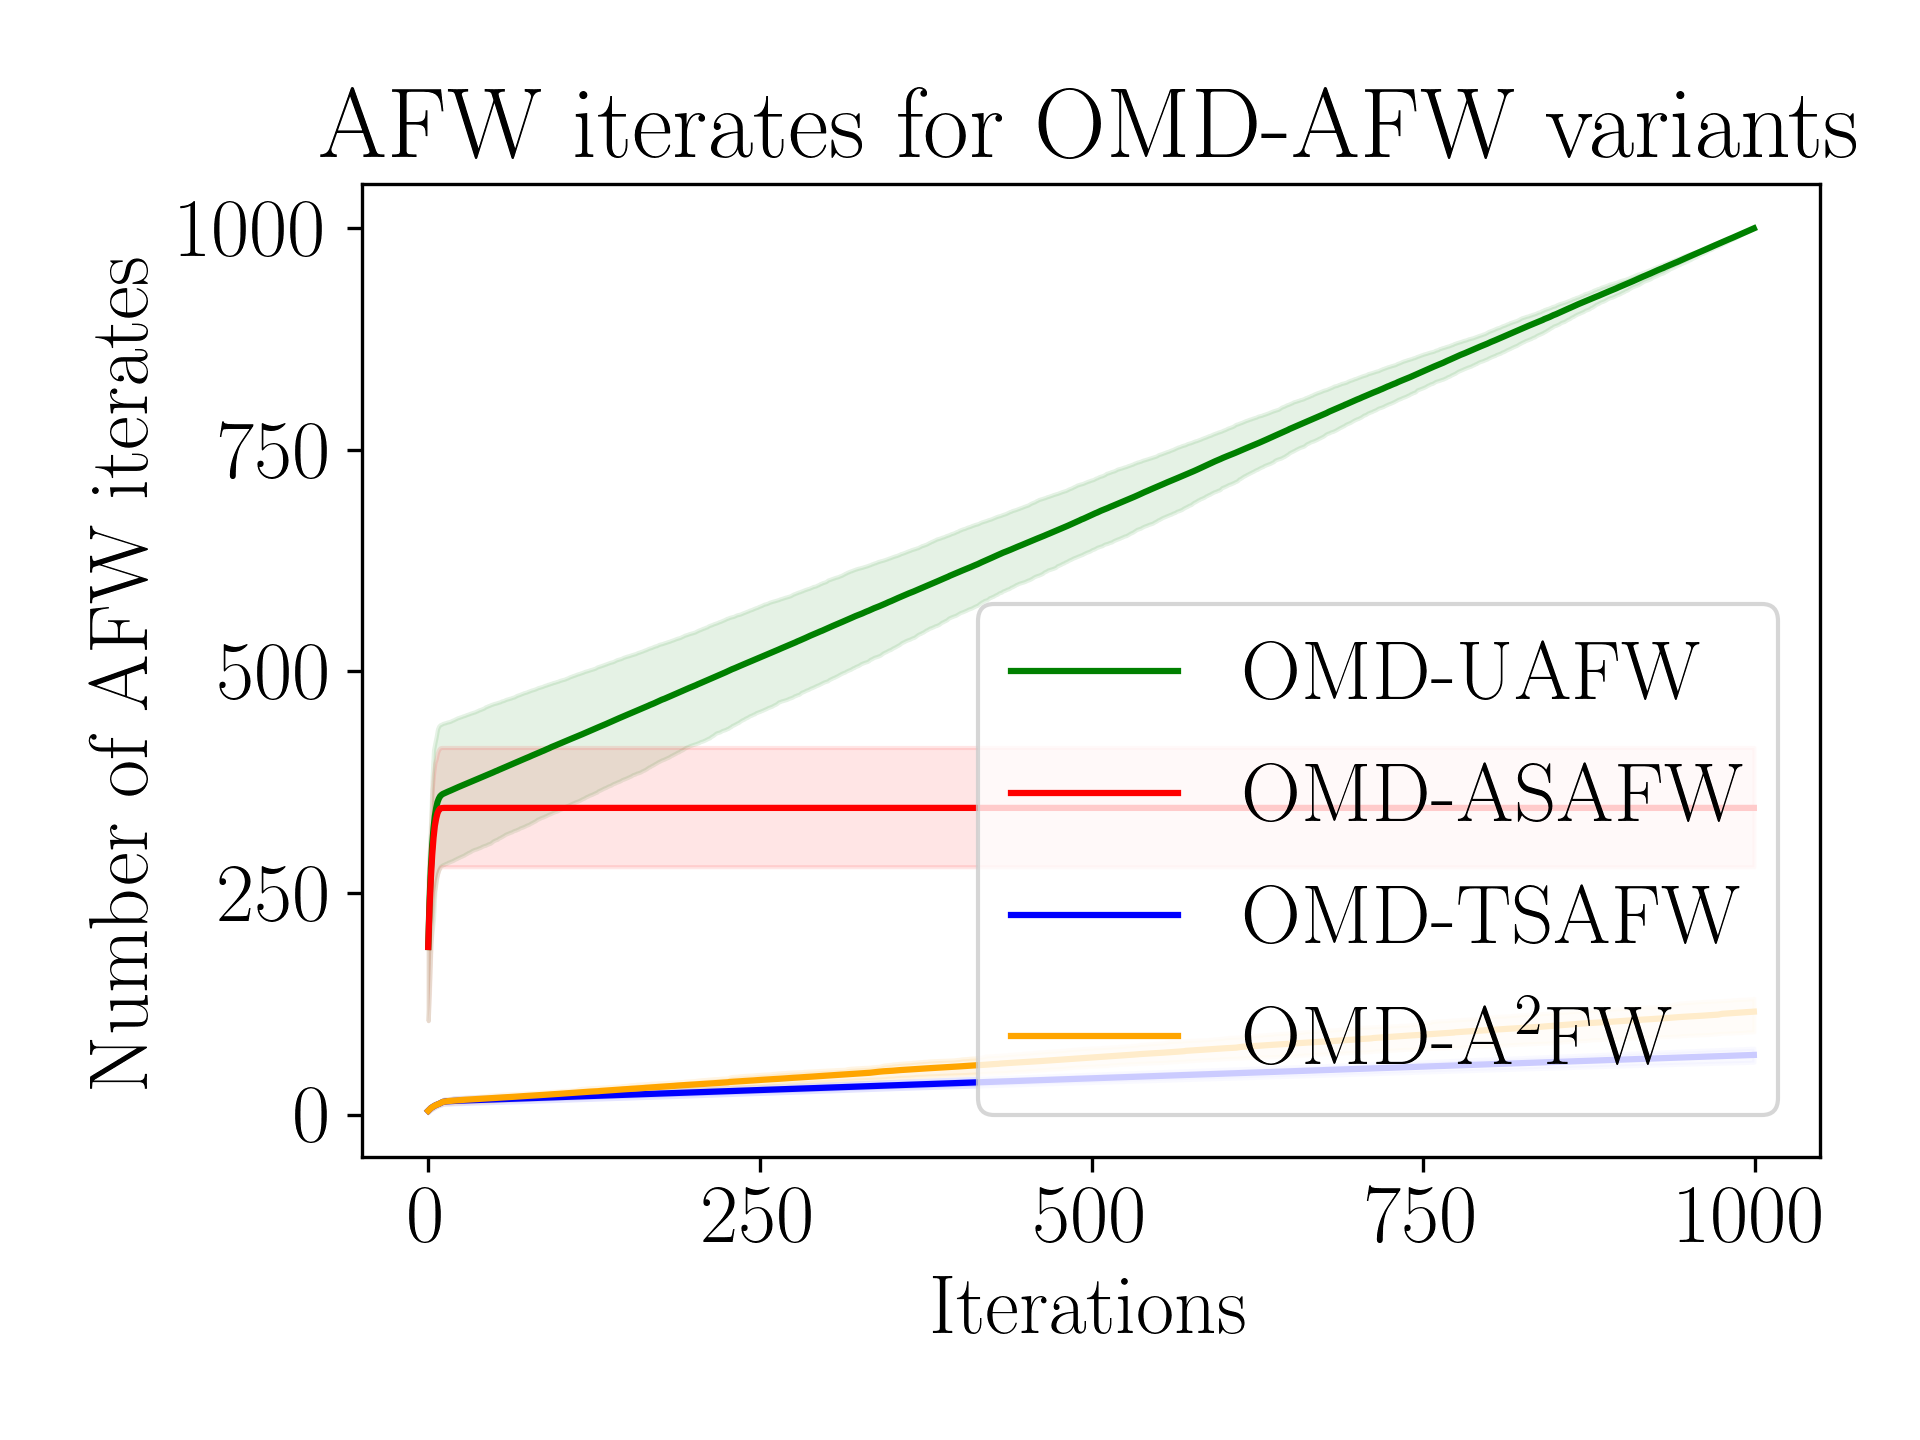 AFW iterates for OMD-AFW variants
Number of AFW iterates
1000
750
500
250
0
OMD-UAFW
OMD-ASAFW
OMD-TSAFW
OMD-A²FW
0 250 500 750 1000
Iterations